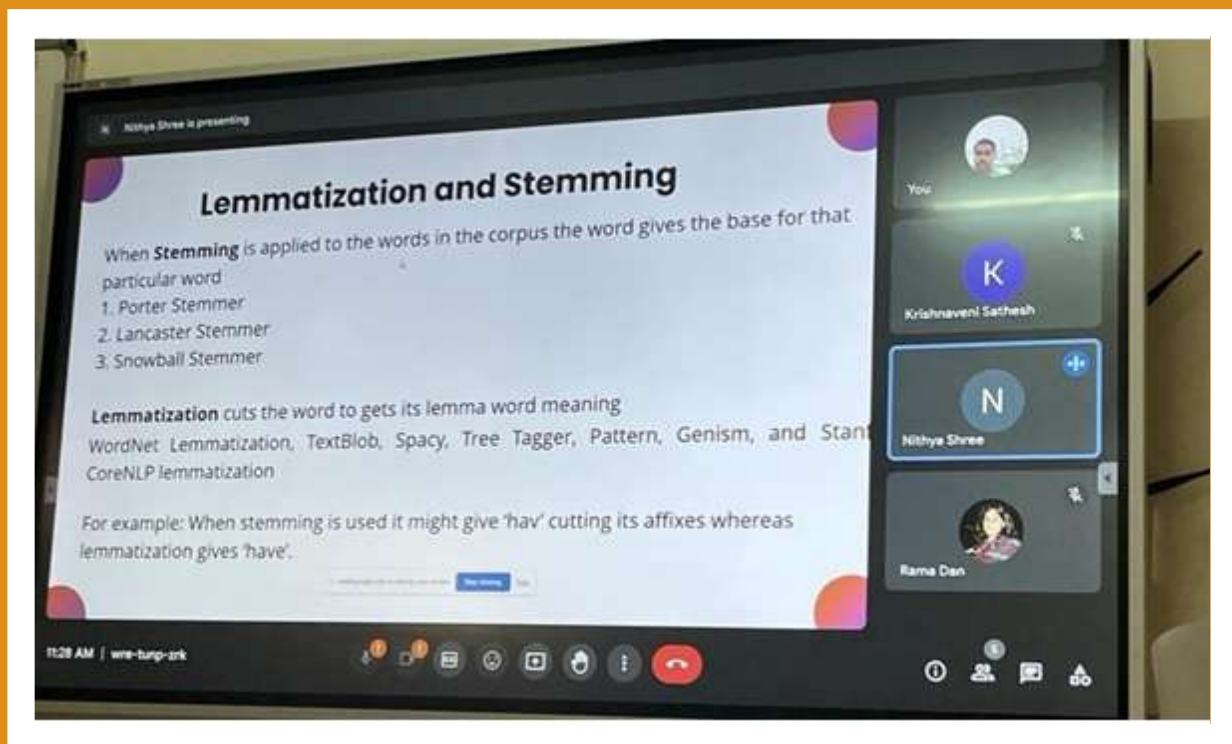 Nithya Shree is presenting
Lemmatization and Stemming
When Stemming is applied to the words in the corpus the word gives the base for that
particular word
1. Porter Stemmer
2. Lancaster Stemmer
3. Snowball Stemmer
Lemmatization cuts the word to gets its lemma word meaning
WordNet Lemmatization, TextBlob, Spacy, Tree Tagger, Pattern, Genism, and Stanf
CoreNLP lemmatization
For example: When stemming is used it might give 'hav' cutting its affixes whereas
lemmatization gives 'have'.
Stop sharing
Hide
You
K
Krishnaveni Sathesh
N
Nithya Shree
Rama Dan
11:28 AM | wre-tunp-zrk